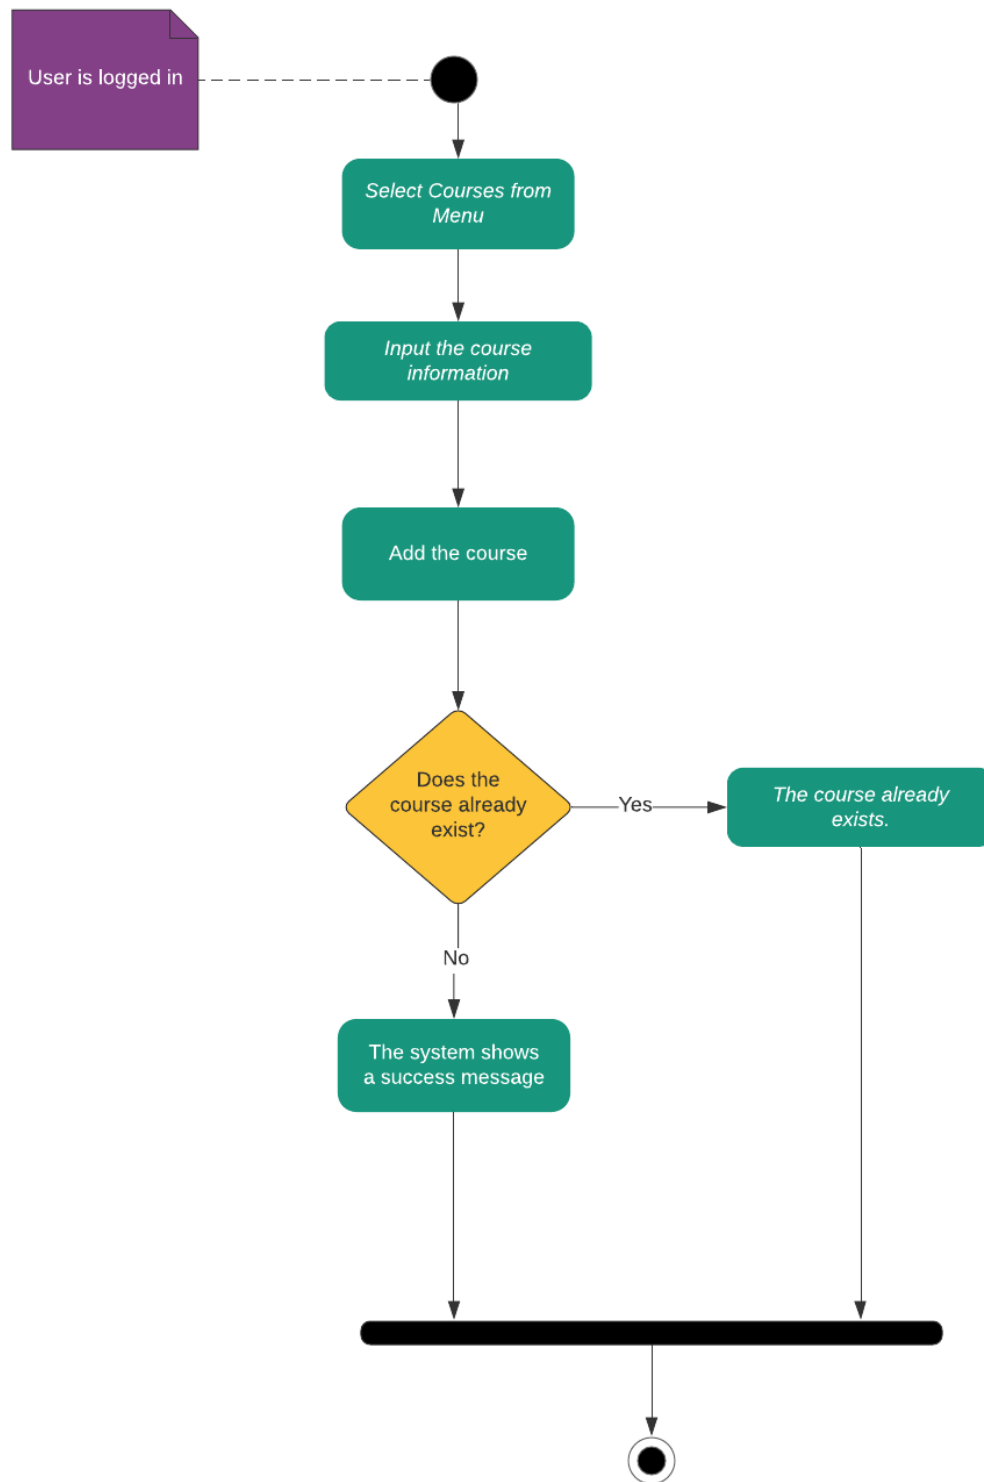 User is logged in
Select Courses from
Menu
Input the course
information
Add the course
Does the
course already
exist?
Yes
The course already
exists.
No
The system shows
a success message